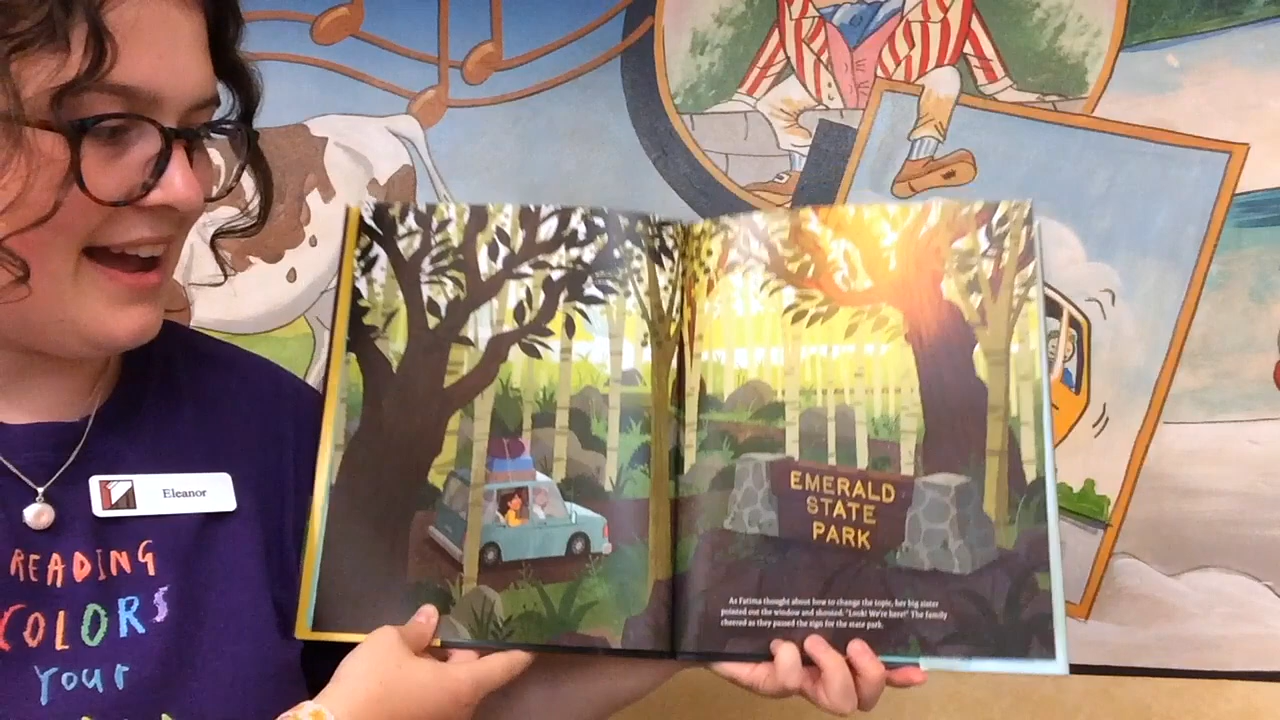 Eleanor
READING
COLORS
Your
EMERALD
STATE
PARK
As Fatima thought about how to change the topic, her big sister
pointed out the window and shouted, "Look! We're here!" The family
cheered as they passed the sign for the state park.